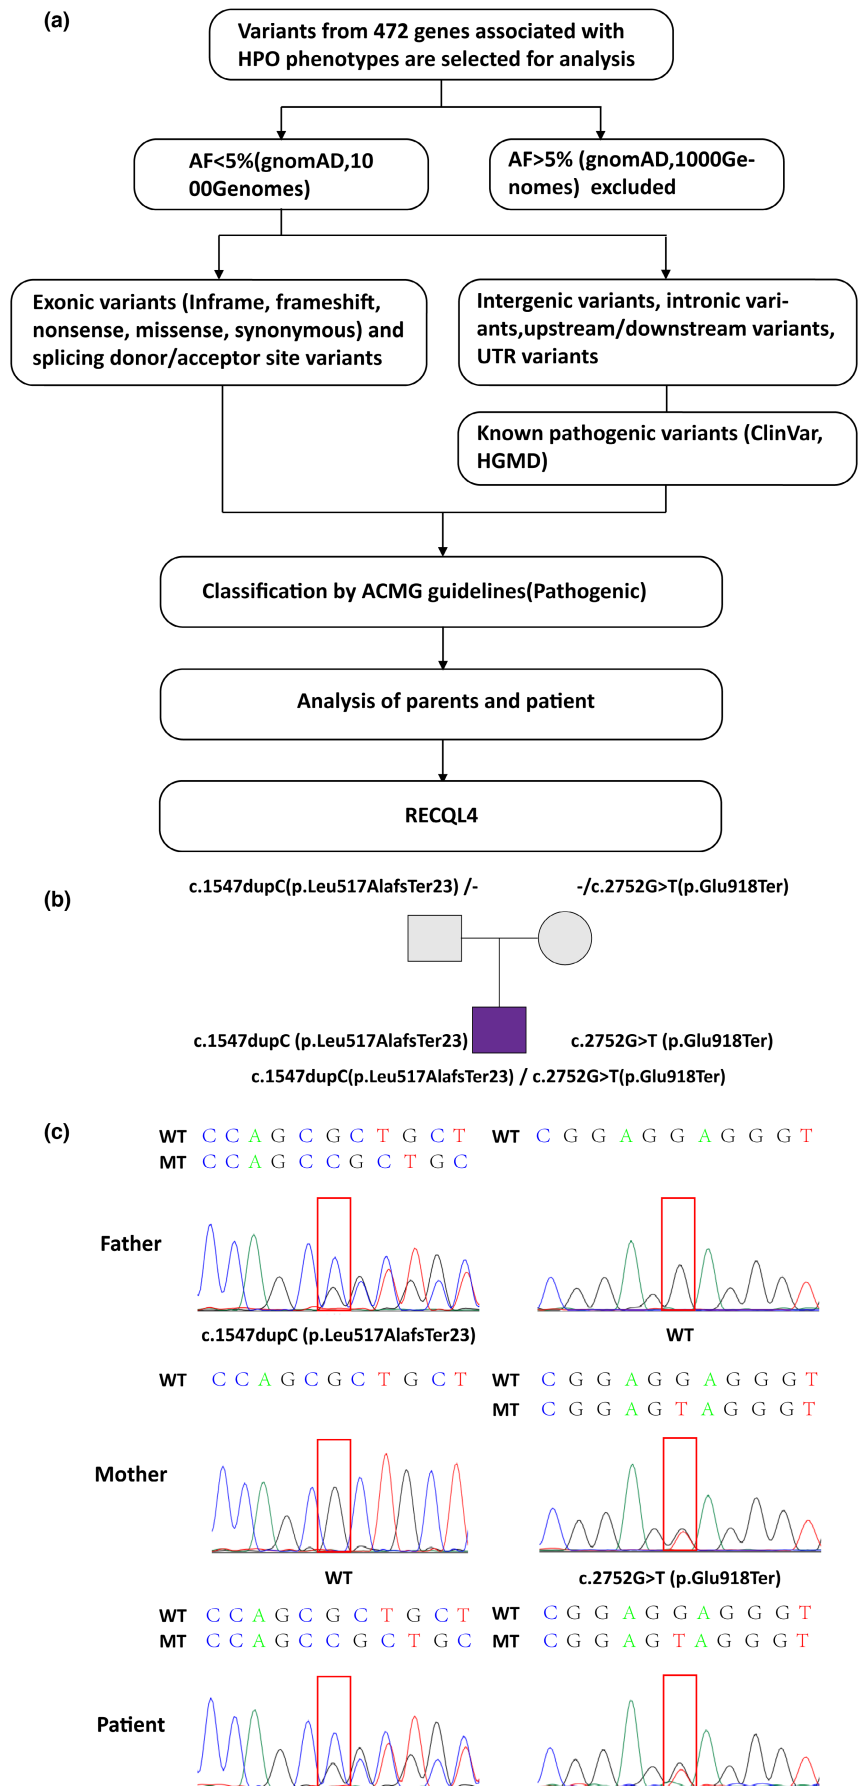 (a)
Variants from 472 genes associated with
HPO phenotypes are selected for analysis
AF<5%(gnomAD,10
00Genomes)
AF>5% (gnomAD,1000Ge-
nomes) excluded
Exonic variants (Inframe, frameshift,
nonsense, missense, synonymous) and
splicing donor/acceptor site variants
Intergenic variants, intronic vari-
ants,upstream/downstream variants,
UTR variants
Known pathogenic variants (ClinVar,
HGMD)
Classification by ACMG guidelines(Pathogenic)
Analysis of parents and patient
RECQL4
(b)
c.1547dupC(p.Leu517AlafsTer23) /-
-/c.2752G>T(p.Glu918Ter)
c.1547dupC (p.Leu517AlafsTer23)
c.2752G>T (p.Glu918Ter)
c.1547dupC(p.Leu517AlafsTer23) / c.2752G>T(p.Glu918Ter)
(c)
WT C C A G C G C T G C T
WT C G G A G G A G G G T
MT C C A G C C G C T G C
Father
c.1547dupC (p.Leu517AlafsTer23)
WT
WT C C A G C G C T G C T
WT C G G A G G A G G G T
MT C G G A G T A G G G T
Mother
WT
c.2752G>T (p.Glu918Ter)
WT C C A G C G C T G C T
WT C G G A G G A G G G T
MT C C A G C C G C T G C
MT C G G A G T A G G G T
Patient